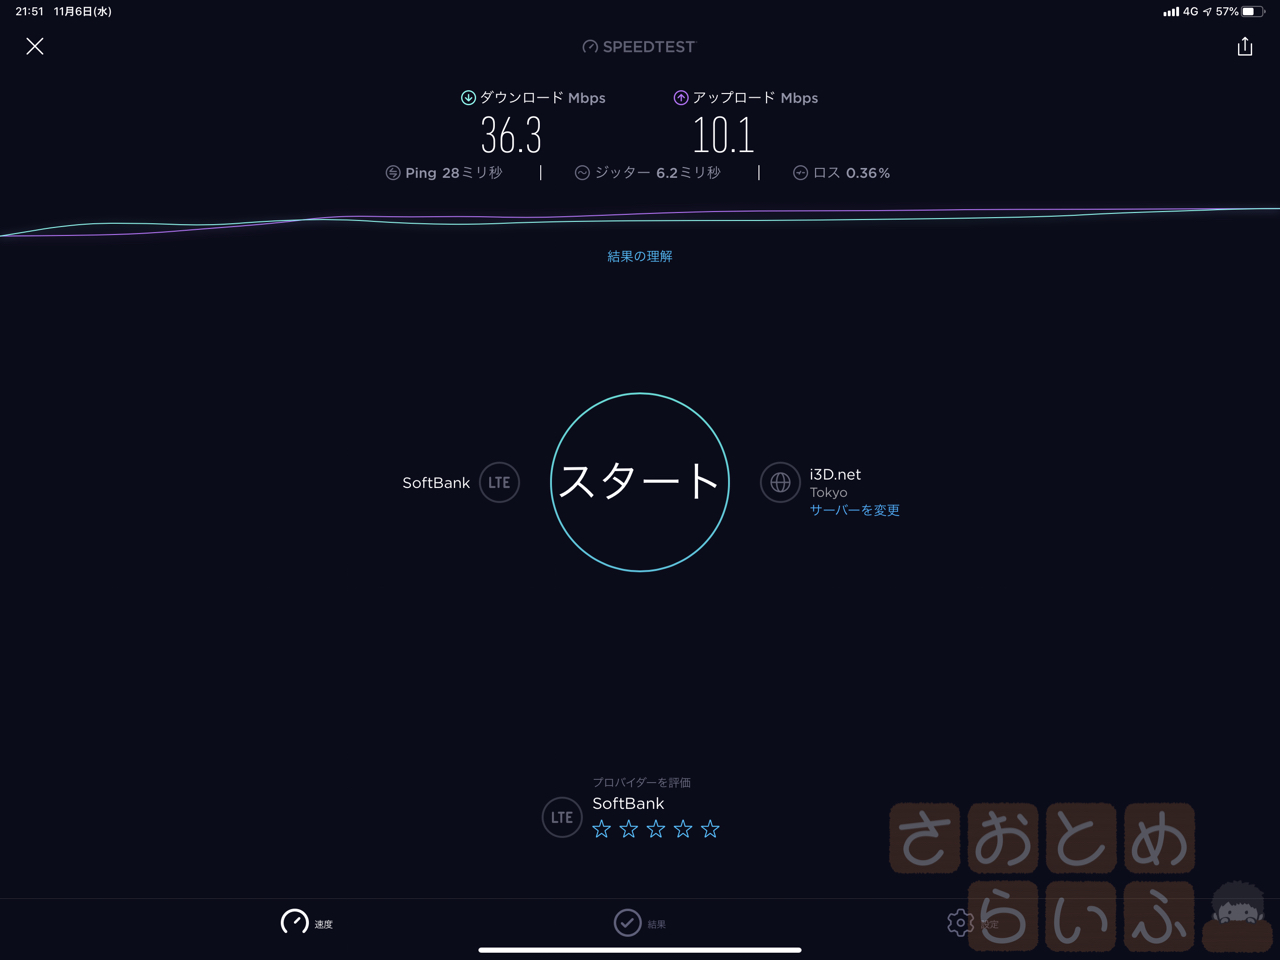 21:51 11月6日(水) 4G 57%
SPEEDTEST
ダウンロード Mbps アップロード Mbps
36.3 10.1
Ping 28ミリ秒 | ジッター 6.2ミリ秒 | ロス 0.36%
結果の理解
SoftBank LTE
スタート
i3D.net
Tokyo
サーバーを変更
プロバイダーを評価
LTE SoftBank
速度 結果 設定
さおとめ
らいふ